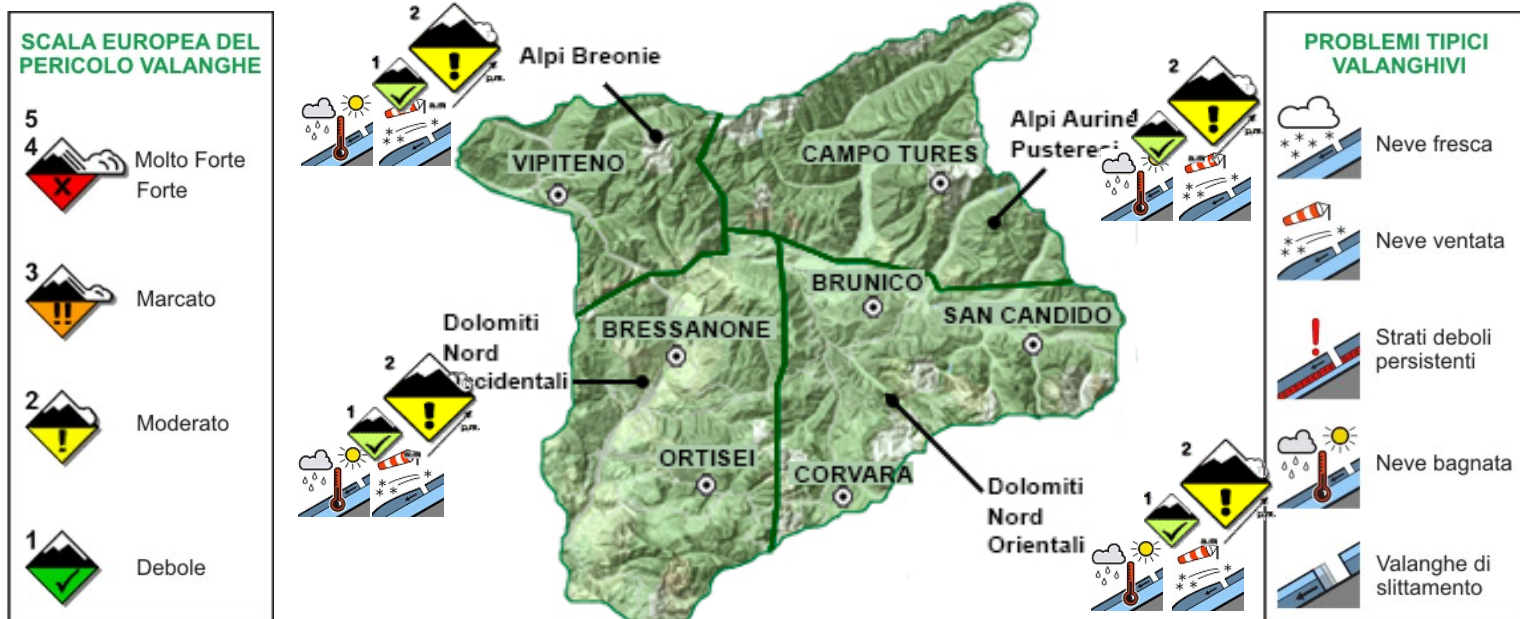 SCALA EUROPEA DEL
PERICOLO VALANGHE
5
4
Molto Forte
Forte
3
Marcato
2
Moderato
1
Debole
2
1
a.m
p.m.
Alpi Breonie
VIPITENO
CAMPO TURES
Alpi Aurine
Pusteresi
2
1
a.m
p.m.
BRUNICO
SAN CANDIDO
BRESSANONE
Dolomiti
Nord
Occidentali
2
1
a.m
p.m.
ORTISEI
CORVARA
Dolomiti
Nord
Orientali
2
1
a.m
p.m.
PROBLEMI TIPICI
VALANGHIVI
Neve fresca
Neve ventata
Strati deboli
persistenti
Neve bagnata
Valanghe di
slittamento